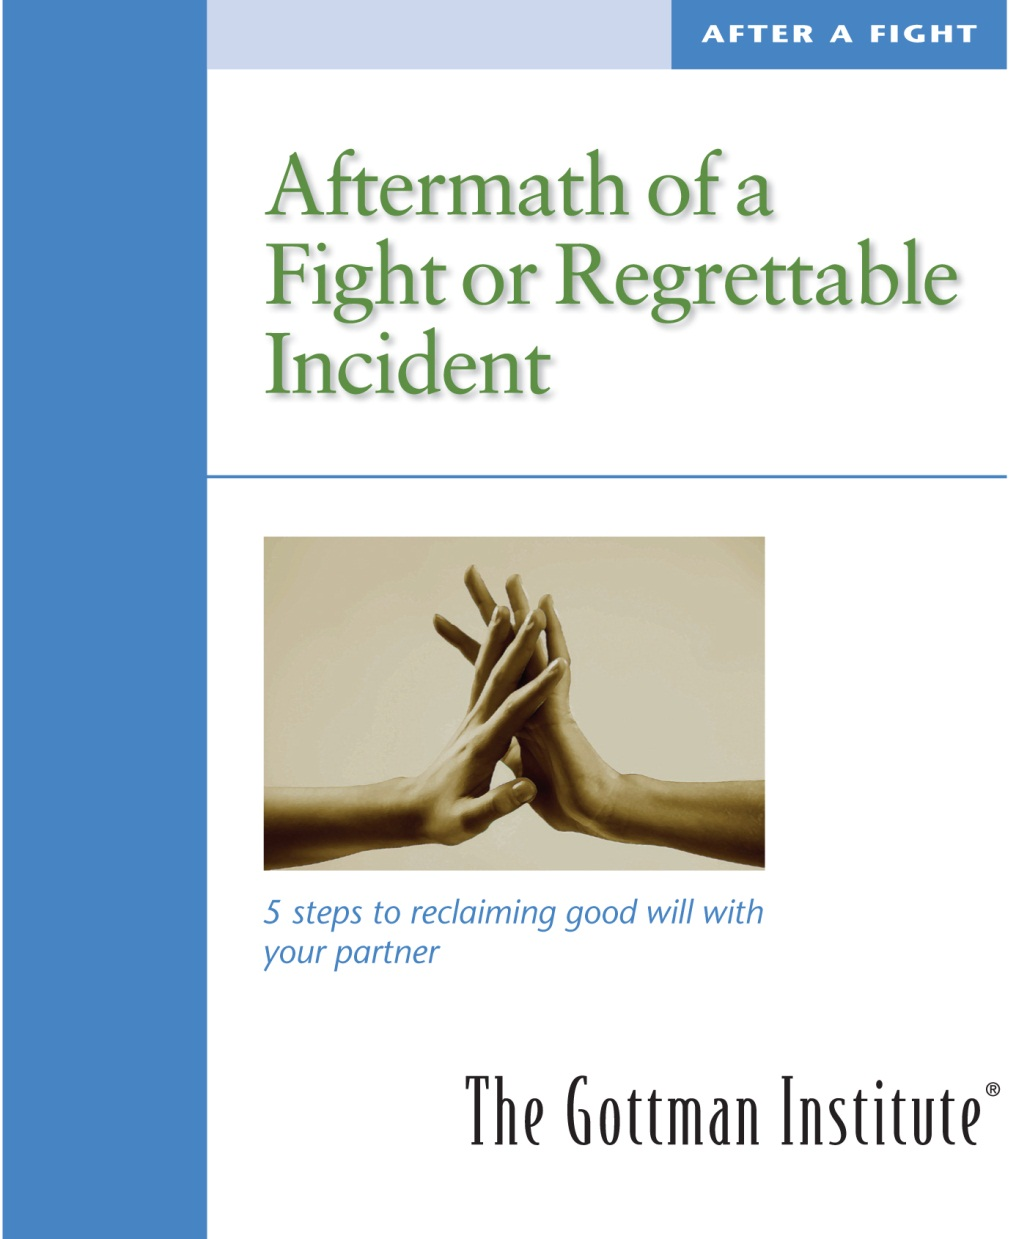 AFTER A FIGHT
Aftermath of a
Fight or Regrettable
Incident
5 steps to reclaiming good will with
your partner
The Gottman Institute®